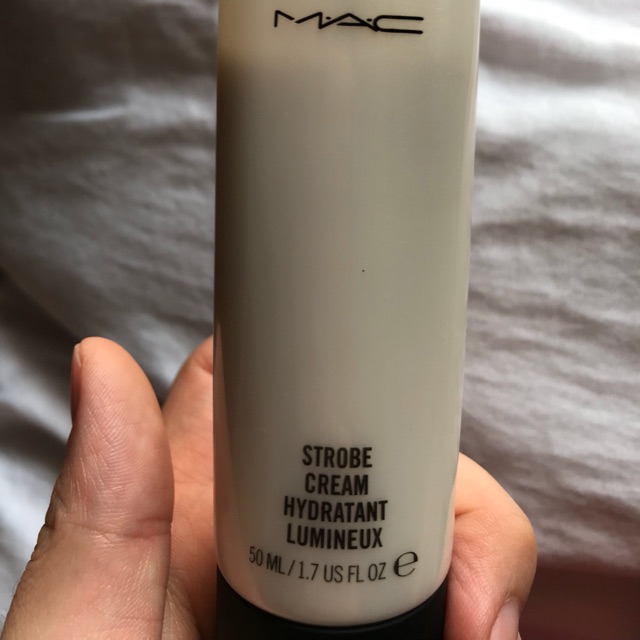 M·A·C
STROBE
CREAM
HYDRATANT
LUMINEUX
50 ML / 1.7 US FL OZ ℮